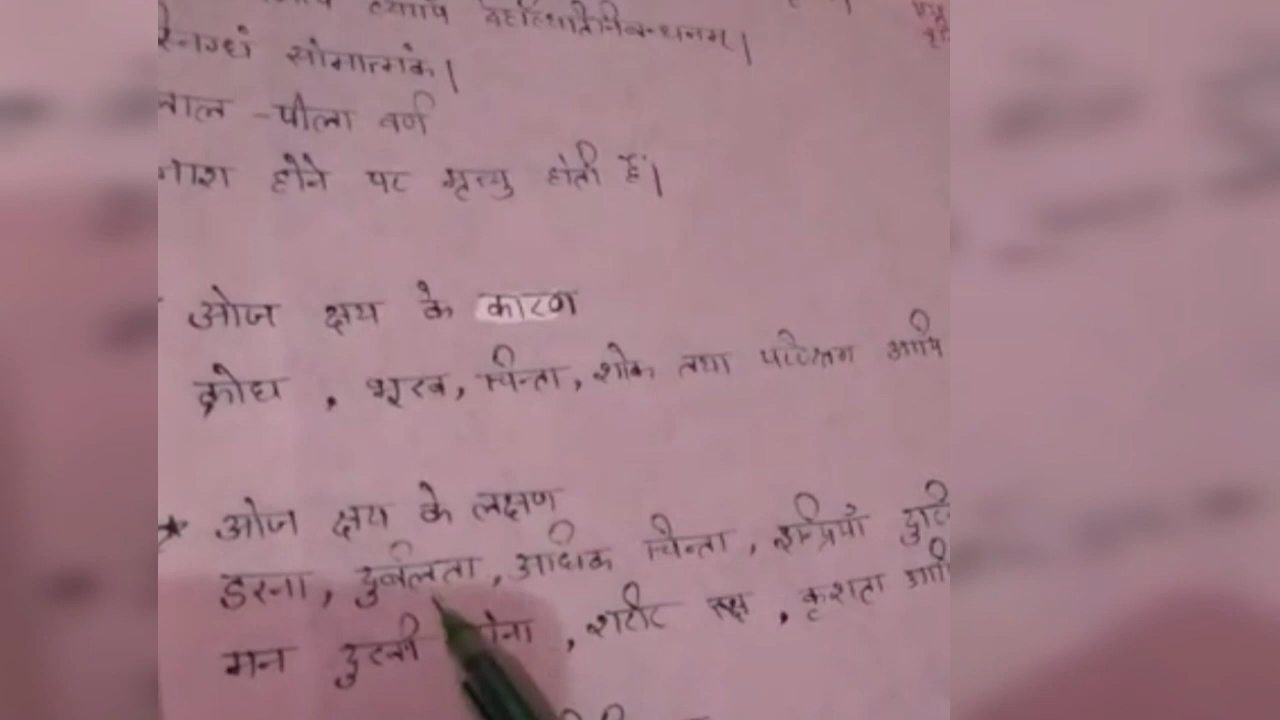 स्निग्धं सोमात्मकं।
लाल - पीला वर्ण
नाश होने पर मृत्यु होती है।
ओज क्षय के कारण
क्रोध, भूख, चिन्ता, शोक तथा परिश्रम आदि
★ ओज क्षय के लक्षण
डरना, दुर्बलता, अधिक चिन्ता, इन्द्रियाँ
मन दुःखी होना, शरीर रूक्ष, कृशता आदि